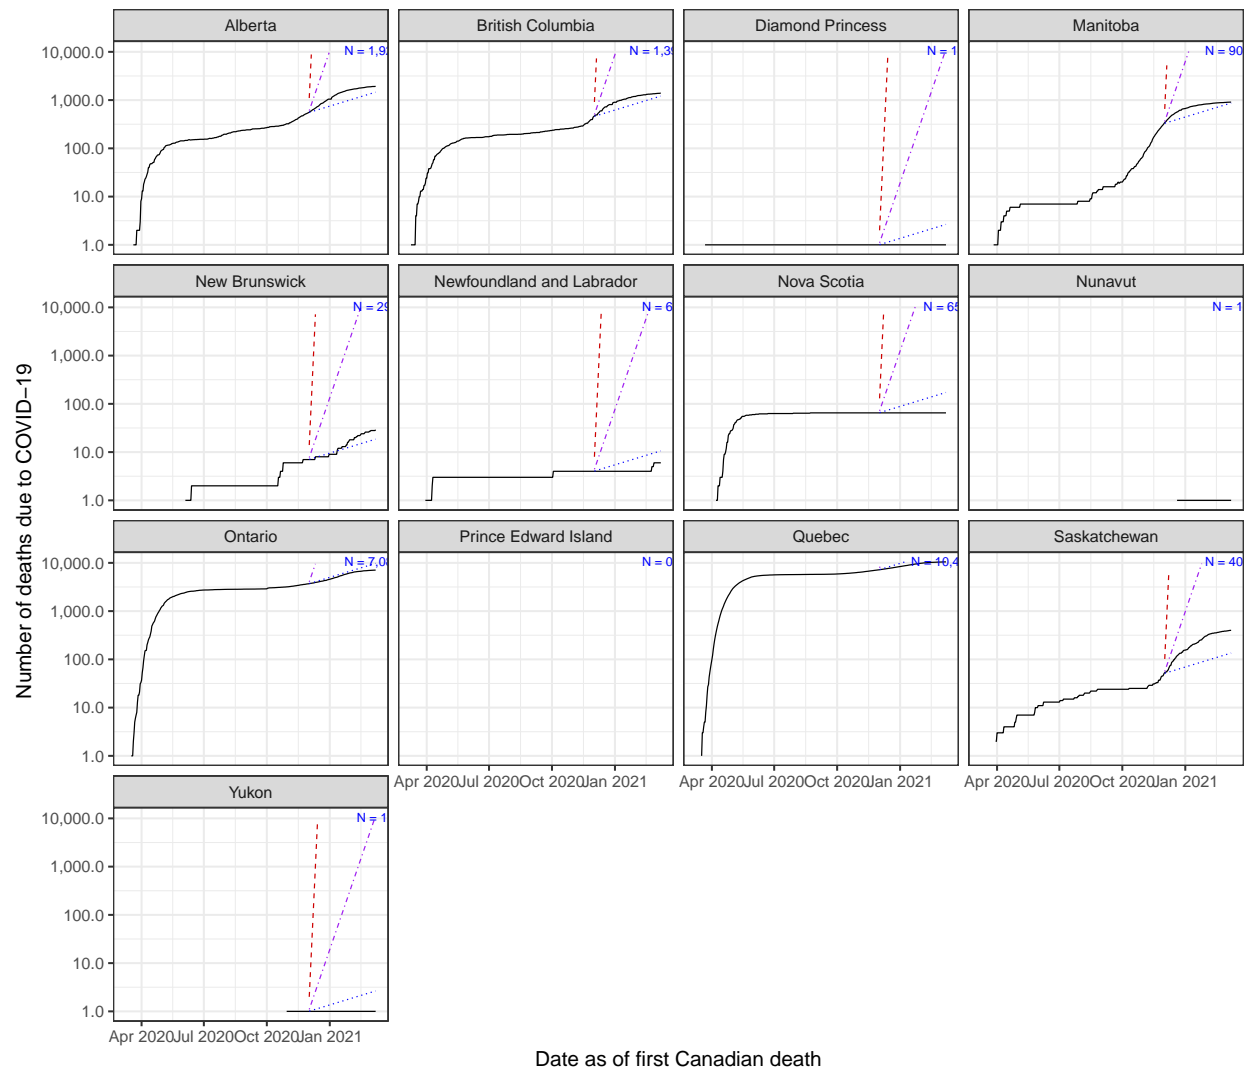 Alberta
British Columbia
Diamond Princess
Manitoba
10,000.0
1,000.0
100.0
10.0
1.0
N = 1,9
N = 1,39
N = 1
N = 90
New Brunswick
Newfoundland and Labrador
Nova Scotia
Nunavut
10,000.0
1,000.0
100.0
10.0
1.0
N = 29
N = 6
N = 65
N = 1
Ontario
Prince Edward Island
Quebec
Saskatchewan
10,000.0
1,000.0
100.0
10.0
1.0
N = 7,0
N = 0
N = 10,4
N = 40
Apr 2020 Jul 2020 Oct 2020 Jan 2021
Apr 2020 Jul 2020 Oct 2020 Jan 2021
Apr 2020 Jul 2020 Oct 2020 Jan 2021
Yukon
10,000.0
1,000.0
100.0
10.0
1.0
N = 1
Apr 2020 Jul 2020 Oct 2020 Jan 2021
Number of deaths due to COVID−19
Date as of first Canadian death